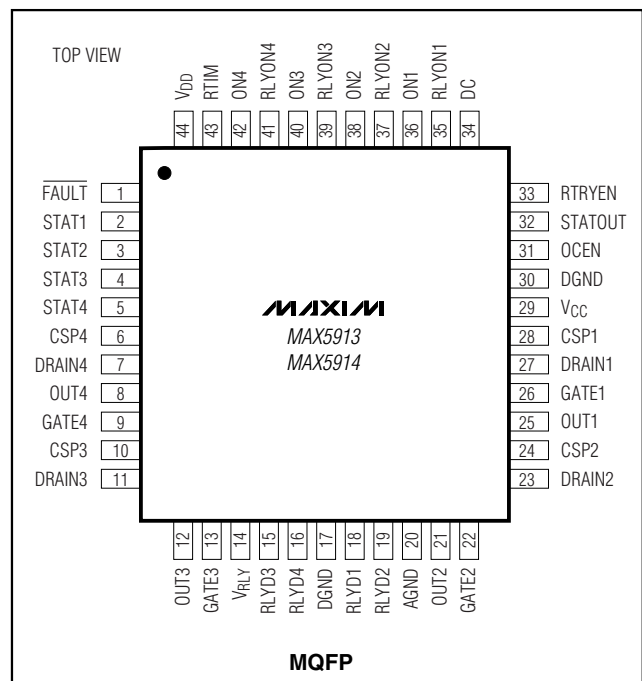 TOP VIEW
VDD
RTIM
ON4
RLYON4
ON3
RLYON3
ON2
RLYON2
ON1
RLYON1
DC
44
43
42
41
40
39
38
37
36
35
34
FAULT 1
STAT1 2
STAT2 3
STAT3 4
STAT4 5
CSP4 6
DRAIN4 7
OUT4 8
GATE4 9
CSP3 10
DRAIN3 11
MAXIM
MAX5913
MAX5914
33 RTRYEN
32 STATOUT
31 OCEN
30 DGND
29 VCC
28 CSP1
27 DRAIN1
26 GATE1
25 OUT1
24 CSP2
23 DRAIN2
12
13
14
15
16
17
18
19
20
21
22
OUT3
GATE3
VRLY
RLYD3
RLYD4
DGND
RLYD1
RLYD2
AGND
OUT2
GATE2
MQFP